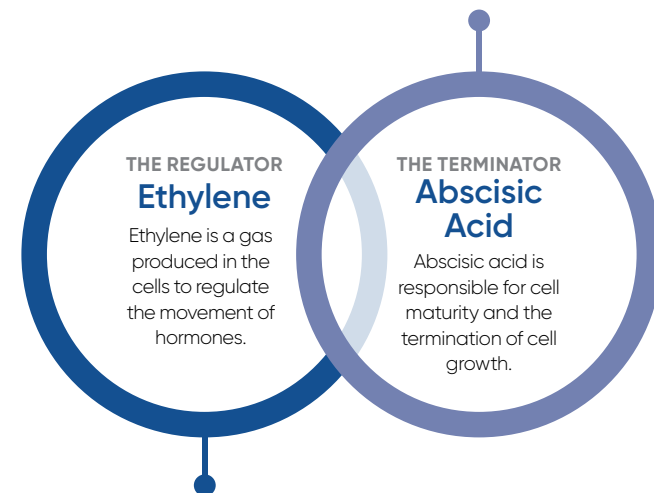 THE REGULATOR
Ethylene
Ethylene is a gas
produced in the
cells to regulate
the movement of
hormones.
THE TERMINATOR
Abscisic
Acid
Abscisic acid is
responsible for cell
maturity and the
termination of cell
growth.